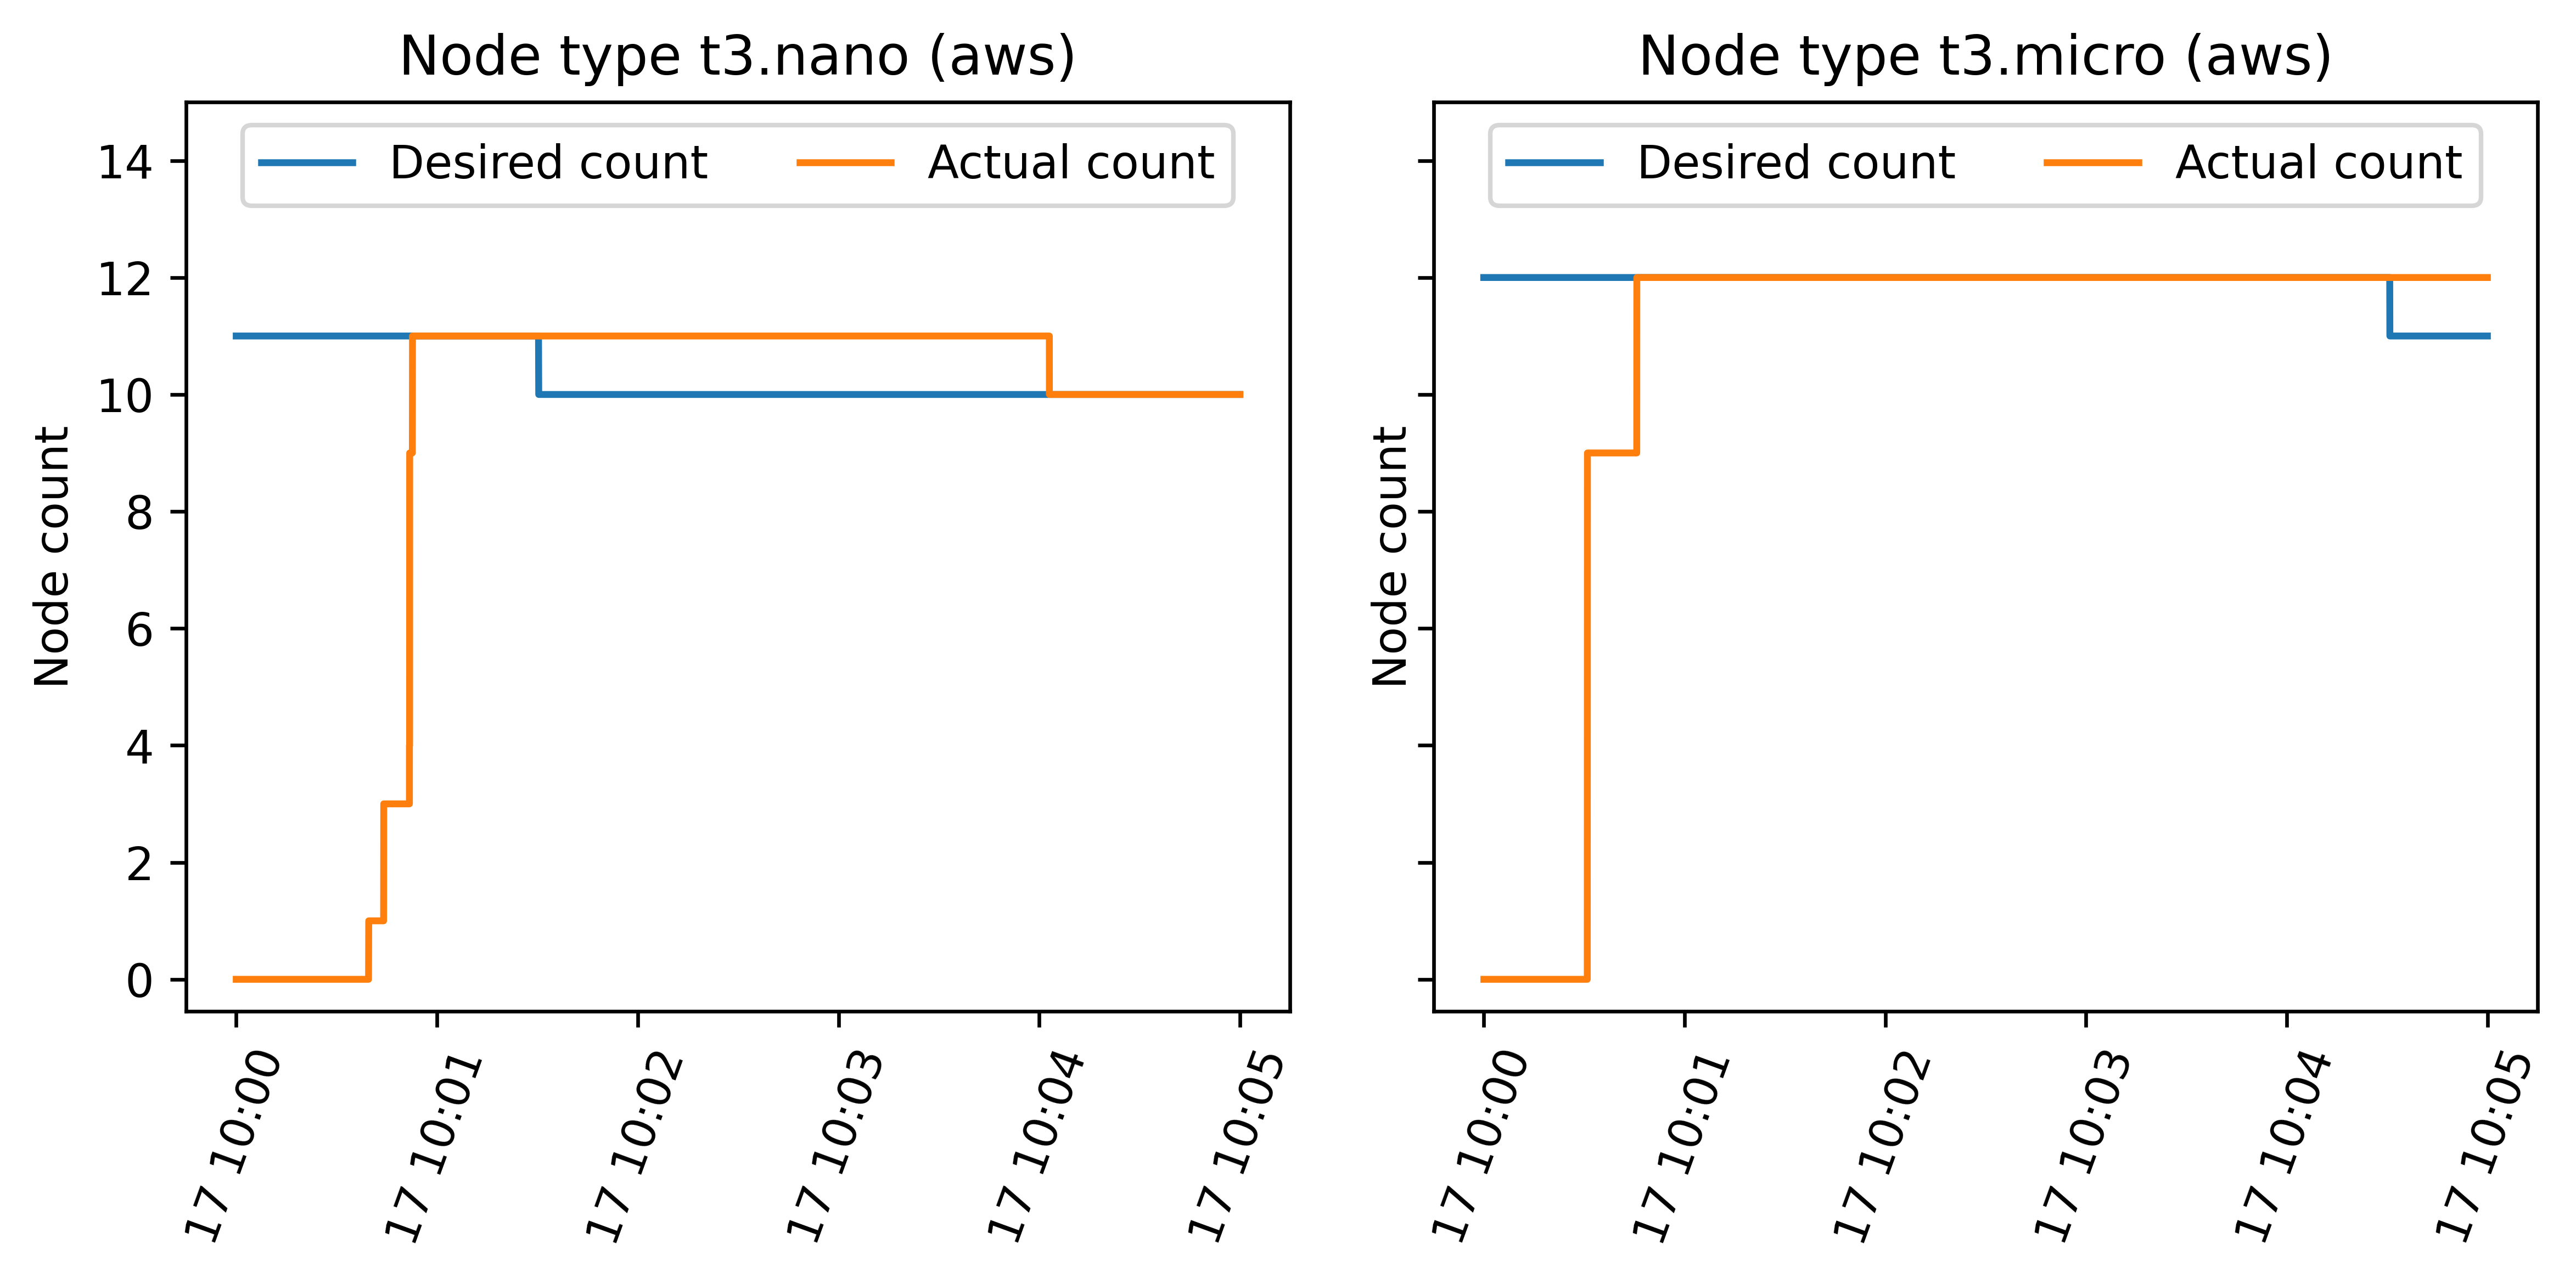 Node type t3.nano (aws)
Desired count
Actual count
Node count
14
12
10
8
6
4
2
0
17 10:00
17 10:01
17 10:02
17 10:03
17 10:04
17 10:05
Node type t3.micro (aws)
Desired count
Actual count
Node count
17 10:00
17 10:01
17 10:02
17 10:03
17 10:04
17 10:05